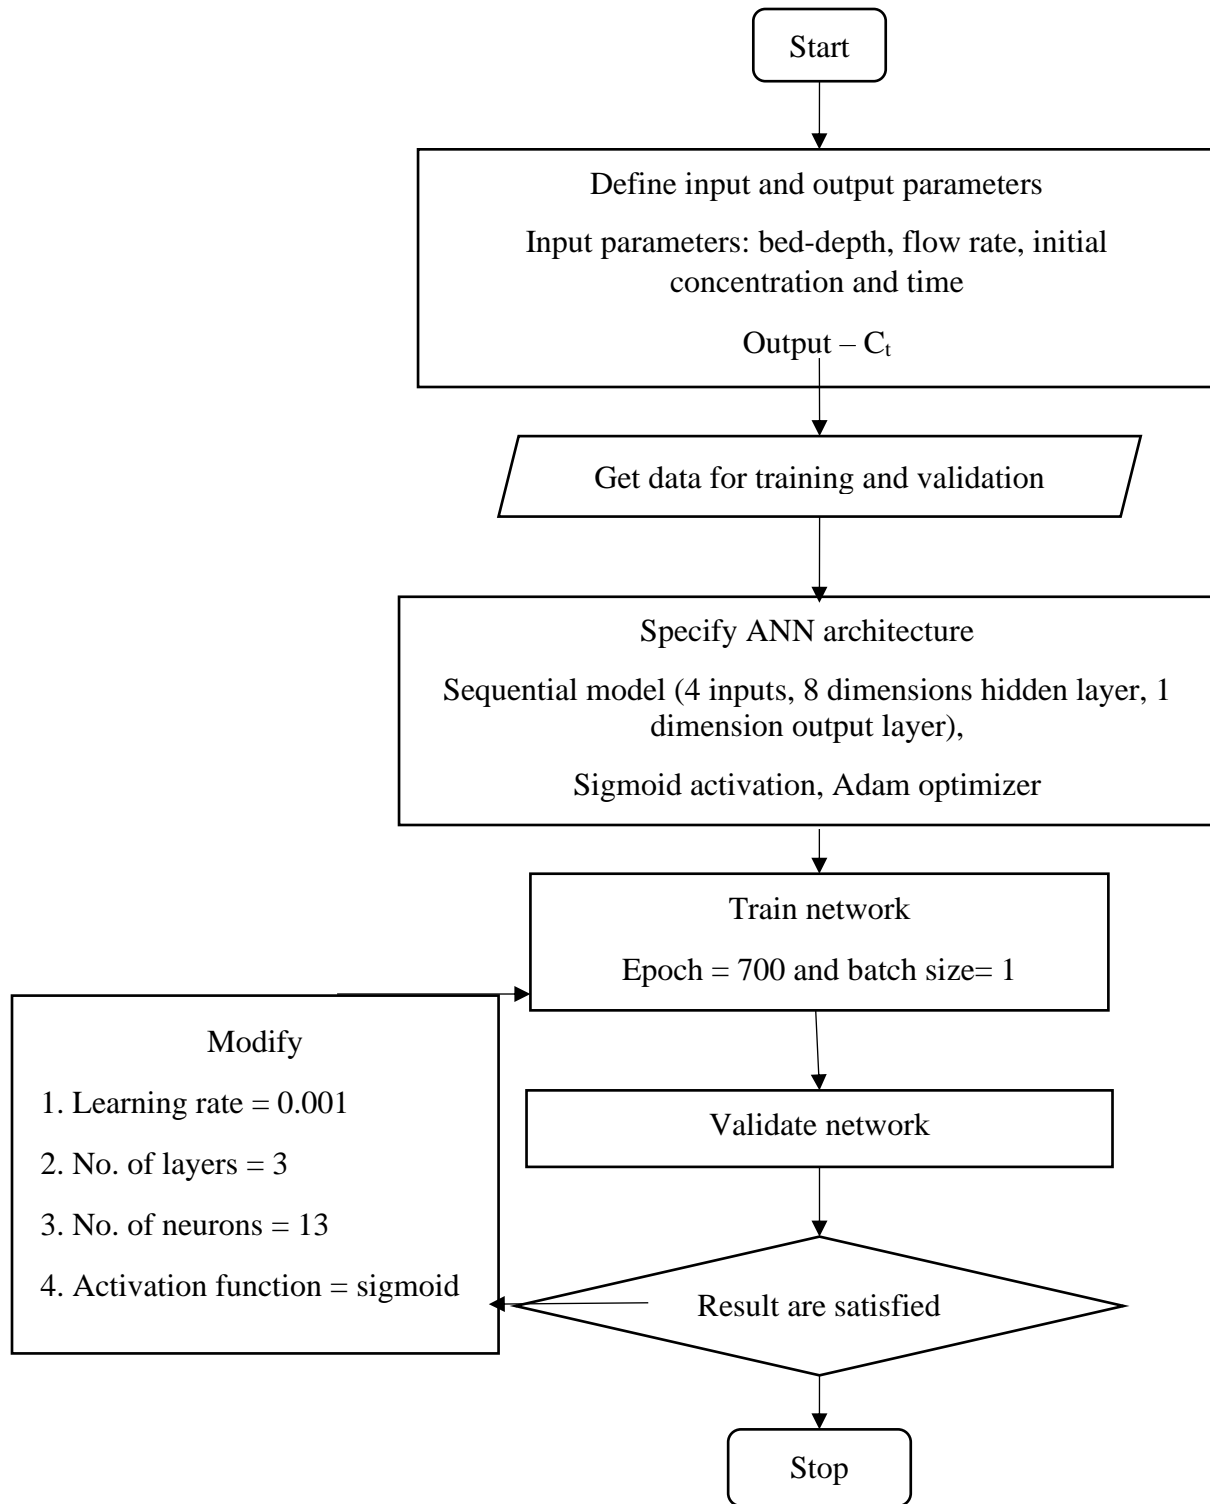 Start
Define input and output parameters
Input parameters: bed-depth, flow rate, initial
concentration and time
Output – Cₜ
Get data for training and validation
Specify ANN architecture
Sequential model (4 inputs, 8 dimensions hidden layer, 1
dimension output layer),
Sigmoid activation, Adam optimizer
Train network
Epoch = 700 and batch size= 1
Modify
1. Learning rate = 0.001
2. No. of layers = 3
3. No. of neurons = 13
4. Activation function = sigmoid
Validate network
Result are satisfied
Stop